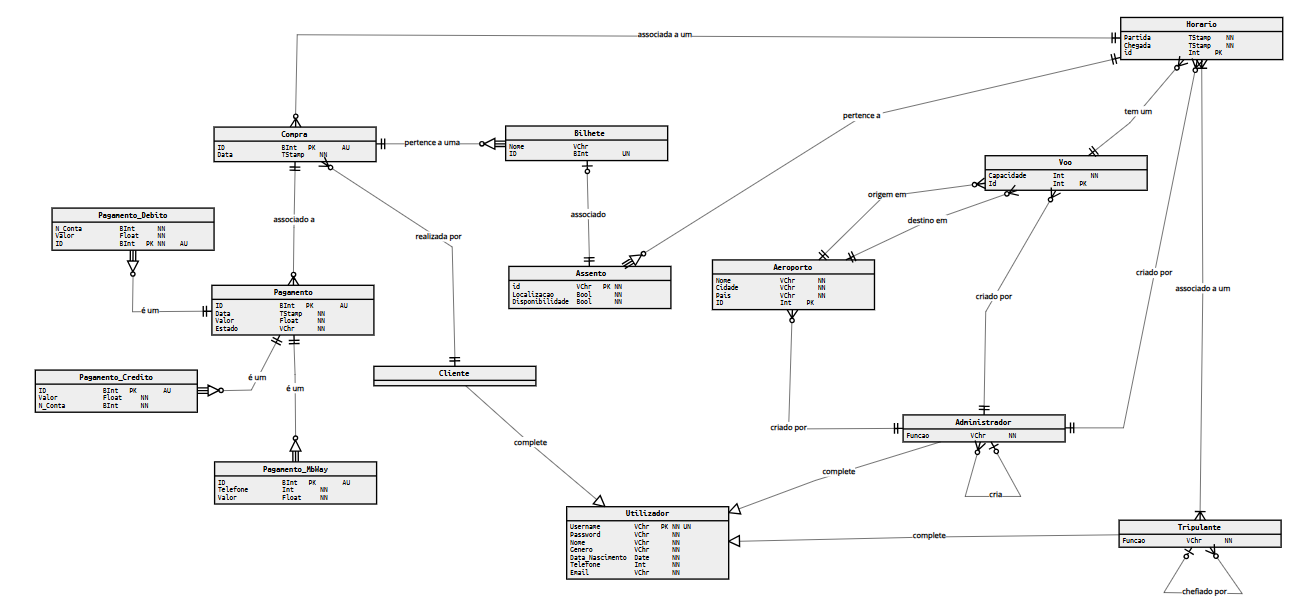 Horario
Partida TStamp NN
Chegada TStamp NN
id Int PK
associada a um
tem um
pertence a
Compra
ID BInt PK AU
Data TStamp NN
pertence a uma
Bilhete
Nome VChr
ID BInt UN
Voo
Capacidade Int NN
Id Int PK
origem em
destino em
associado
associado a
realizada por
Pagamento_Debito
N_Conta BInt NN
Valor Float NN
ID BInt PK NN AU
Assento
id VChr PK NN
Localizacao Bool NN
Disponibilidade Bool NN
Aeroporto
Nome VChr NN
Cidade VChr NN
Pais VChr NN
ID Int PK
criado por
associado a um
criado por
Pagamento
ID BInt PK AU
Data TStamp NN
Valor Float NN
Estado VChr NN
é um
Pagamento_Credito
ID BInt PK AU
Valor Float NN
N_Conta BInt NN
é um
é um
Cliente
criado por
Administrador
Funcao VChr NN
complete
complete
cria
Pagamento_MbWay
ID BInt PK AU
Telefone Int NN
Valor Float NN
Utilizador
Username VChr PK NN UN
Password VChr NN
Nome VChr NN
Genero VChr NN
Data_Nascimento Date NN
Telefone Int NN
Email VChr NN
complete
Tripulante
Funcao VChr NN
chefiado por